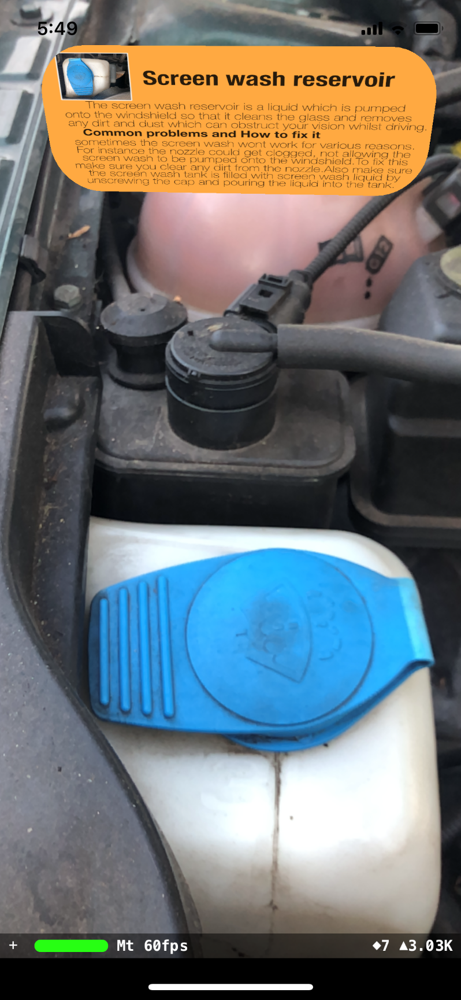 5:49
Screen wash reservoir
The screen wash reservoir is a liquid which is pumped
onto the windshield so that it cleans the glass and removes
any dirt and dust which can obstruct your vision whilst driving.
Common problems and How to fix it
sometimes the screen wash wont work for various reasons.
For instance the nozzle could get clogged, not allowing the
screen wash to be pumped onto the windshield.To fix this
make sure you clear any dirt from the nozzle.Also make sure
the screen wash tank is filled with screen wash liquid by
unscrewing the cap and pouring the liquid into the tank.
G12
+ Mt 60fps ◆7 ▲3.03K